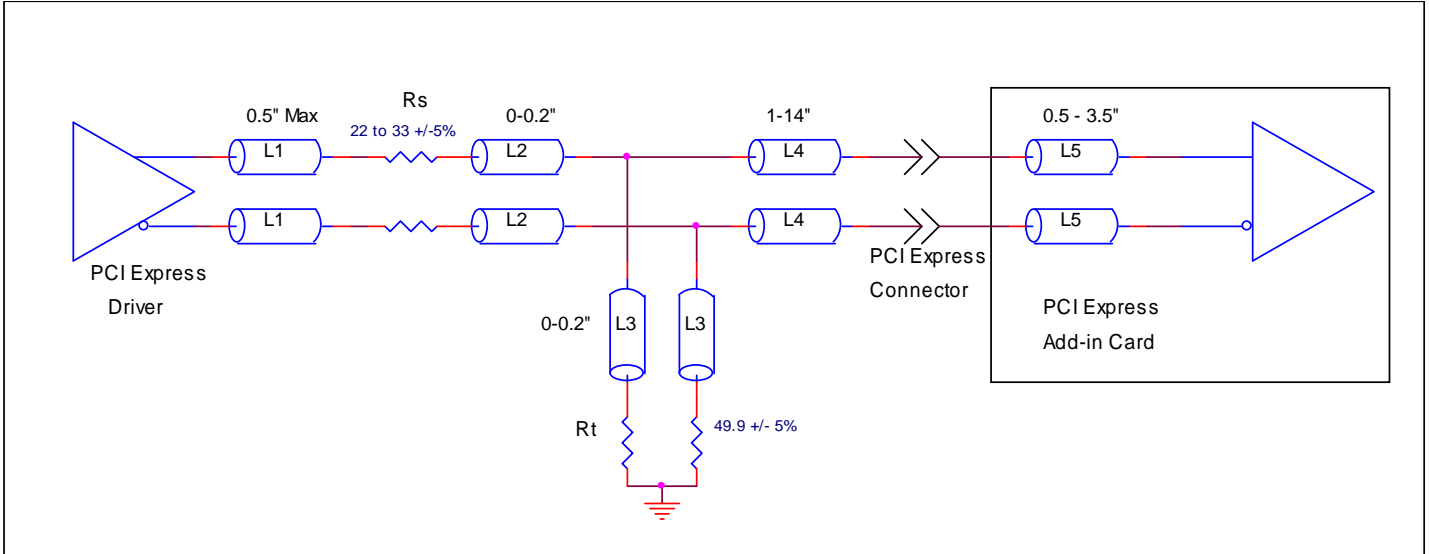 Rs
0.5" Max
22 to 33 +/-5%
0-0.2"
1-14"
0.5 - 3.5"
L1
L2
L4
L5
L1
L2
L4
L5
PCI Express
Driver
PCI Express
Connector
PCI Express
Add-in Card
0-0.2"
L3
L3
Rt
49.9 +/- 5%